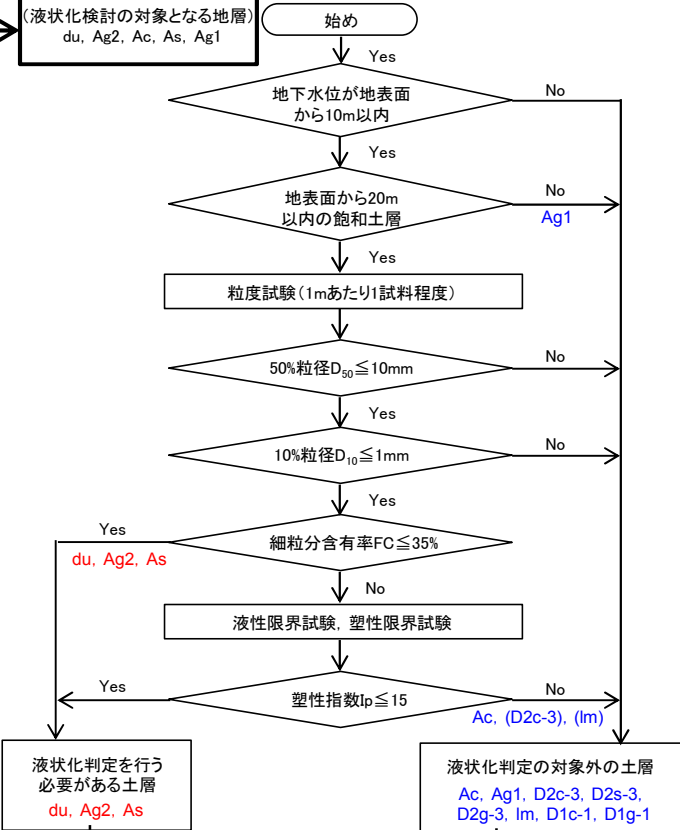 (液状化検討の対象となる地層)
du, Ag2, Ac, As, Ag1
始め
Yes
地下水位が地表面
から10m以内
No
Yes
地表面から20m
以内の飽和土層
No
Ag1
Yes
粒度試験(1mあたり1試料程度)
50%粒径D50≦10mm
No
Yes
10%粒径D10≦1mm
No
Yes
細粒分含有率FC≦35%
Yes
du, Ag2, As
No
液性限界試験, 塑性限界試験
塑性指数Ip≦15
Yes
No
Ac, (D2c-3), (lm)
液状化判定を行う
必要がある土層
du, Ag2, As
液状化判定の対象外の土層
Ac, Ag1, D2c-3, D2s-3,
D2g-3, lm, D1c-1, D1g-1